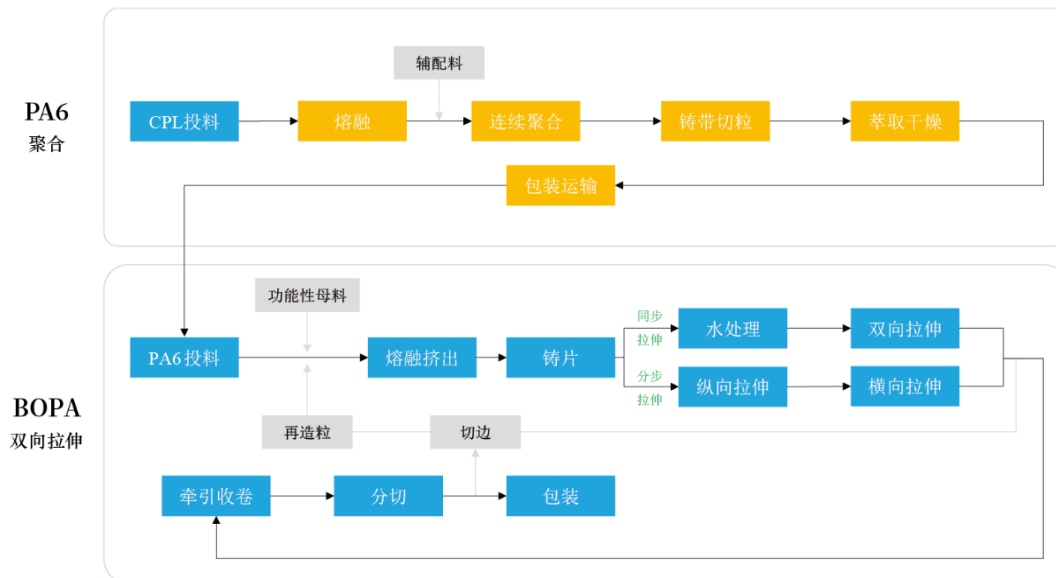 辅配料
PA6
聚合
CPL投料
熔融
连续聚合
铸带切粒
萃取干燥
包装运输
功能性母料
同步
拉伸
水处理
双向拉伸
PA6投料
熔融挤出
铸片
分步
拉伸
纵向拉伸
横向拉伸
BOPA
双向拉伸
再造粒
切边
牵引收卷
分切
包装